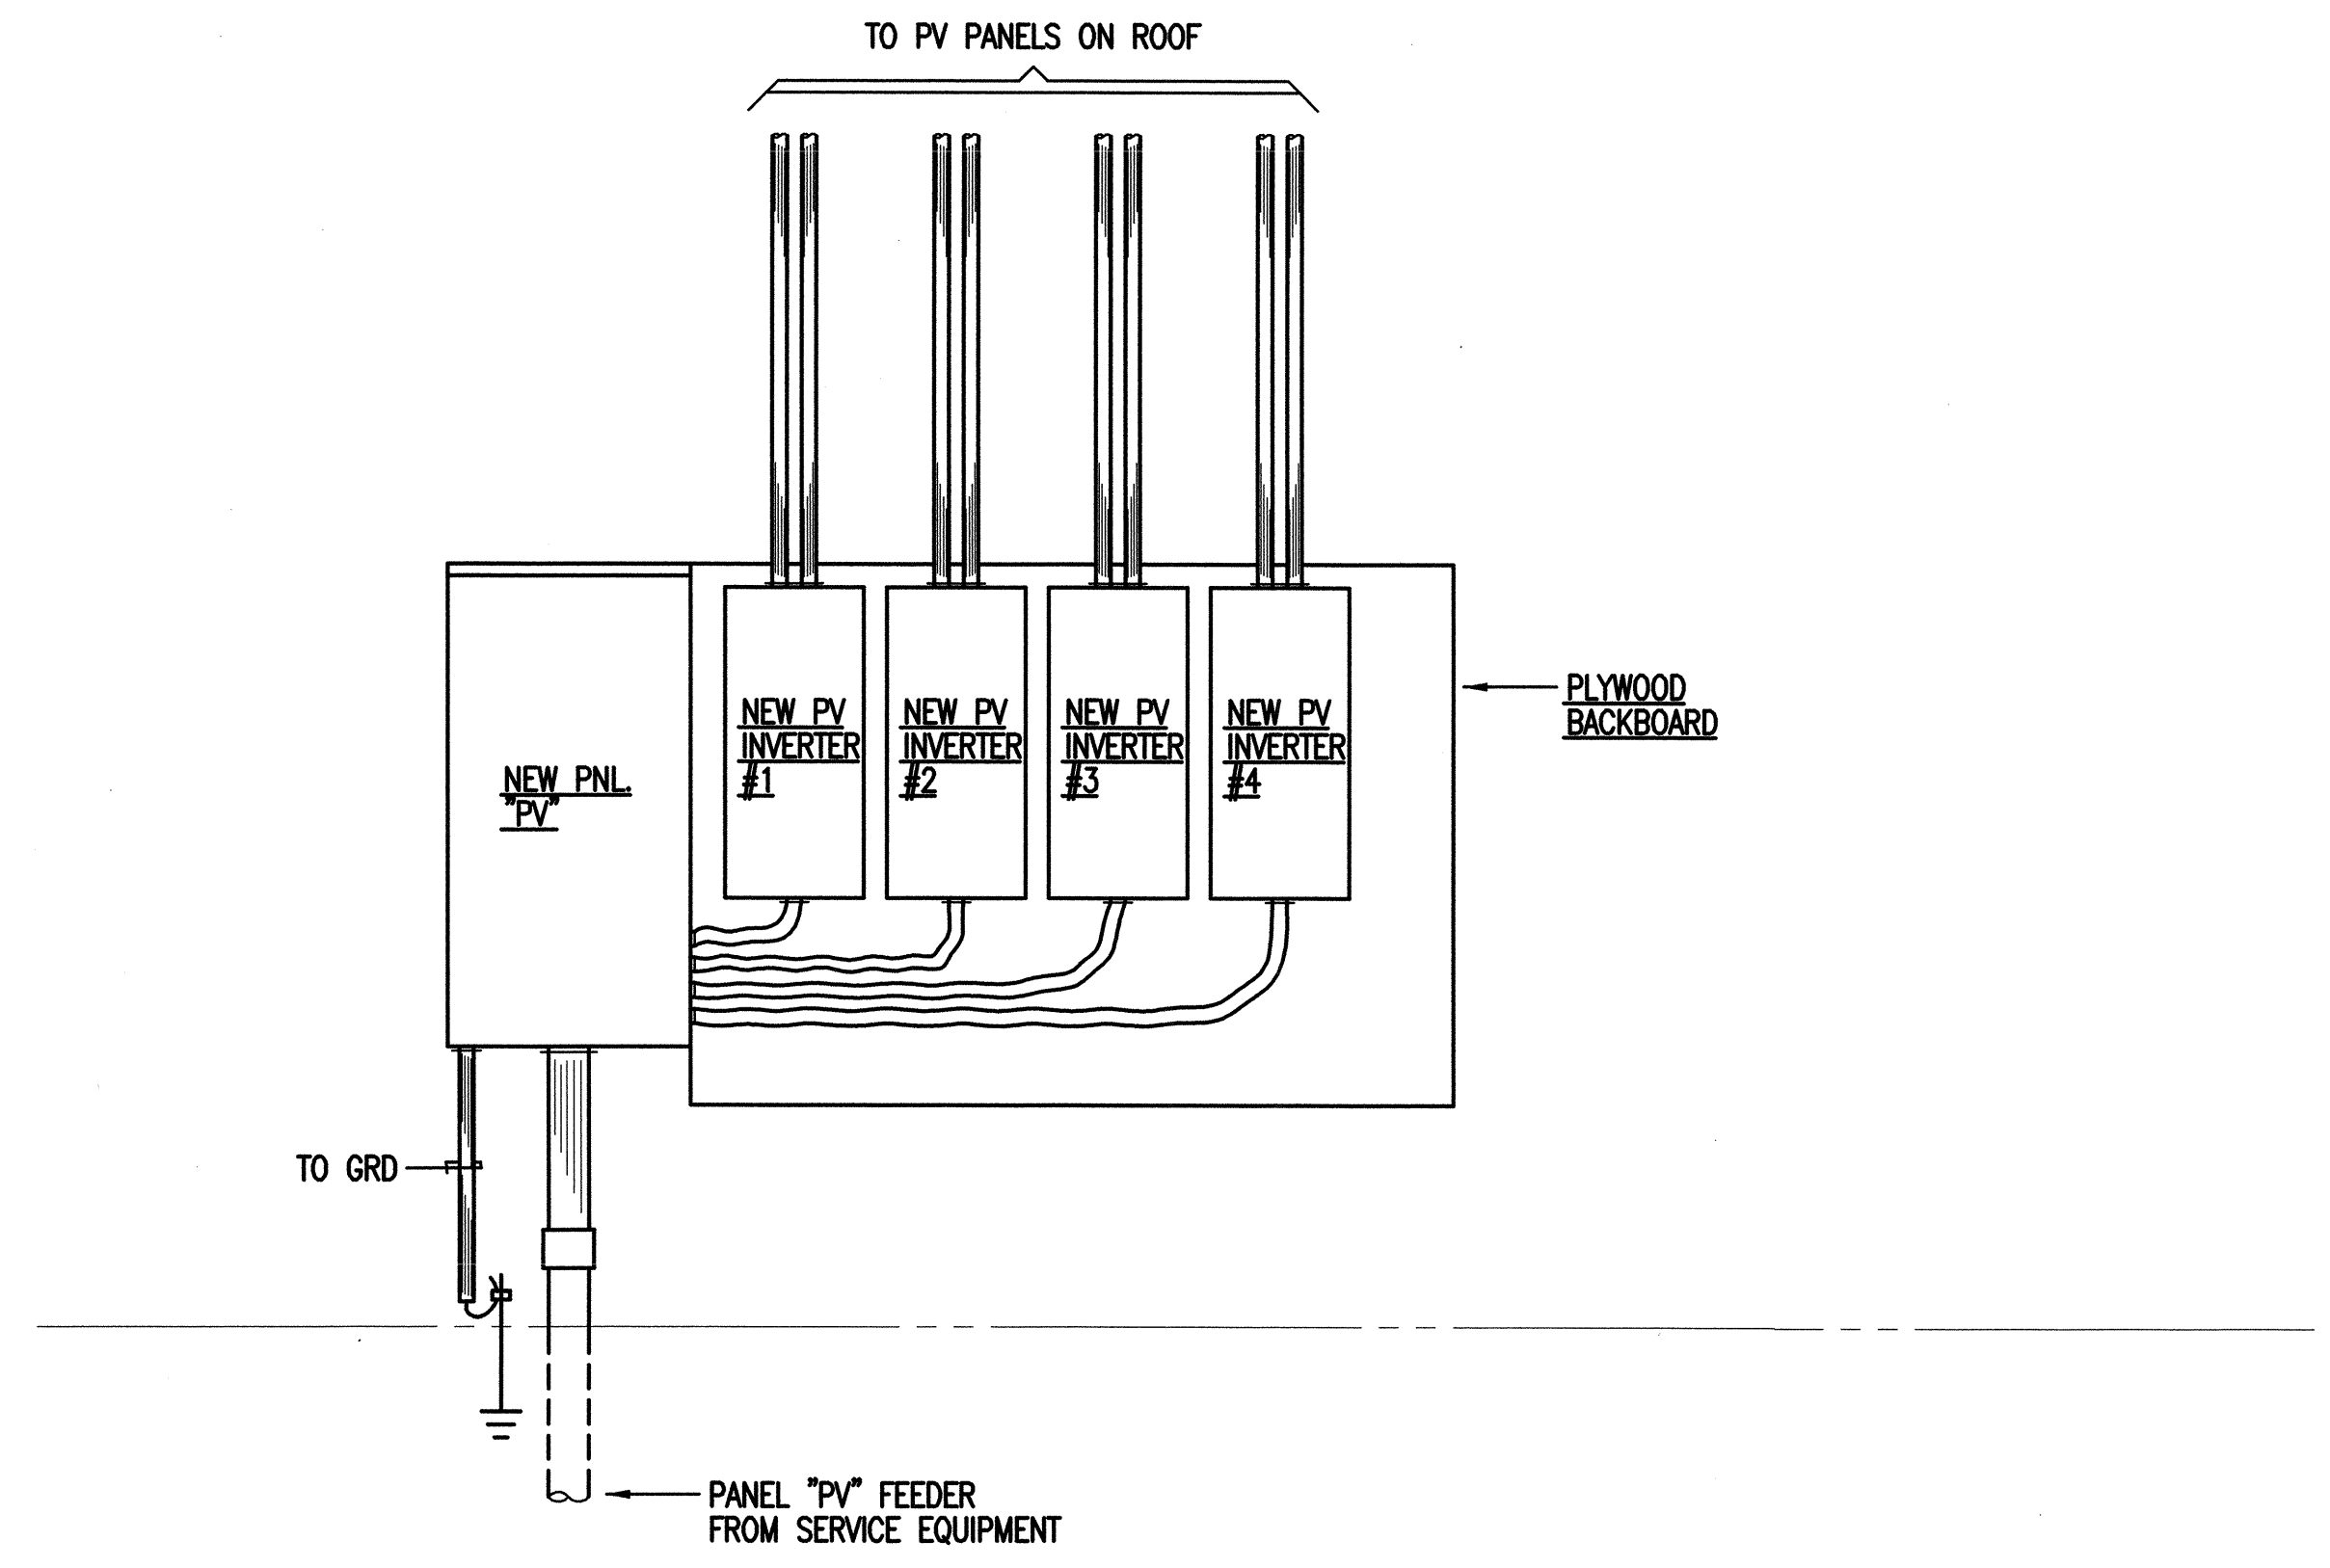 TO PV PANELS ON ROOF
NEW PNL.
"PV"
NEW PV
INVERTER
#1
NEW PV
INVERTER
#2
NEW PV
INVERTER
#3
NEW PV
INVERTER
#4
PLYWOOD
BACKBOARD
TO GRD
PANEL "PV" FEEDER
FROM SERVICE EQUIPMENT